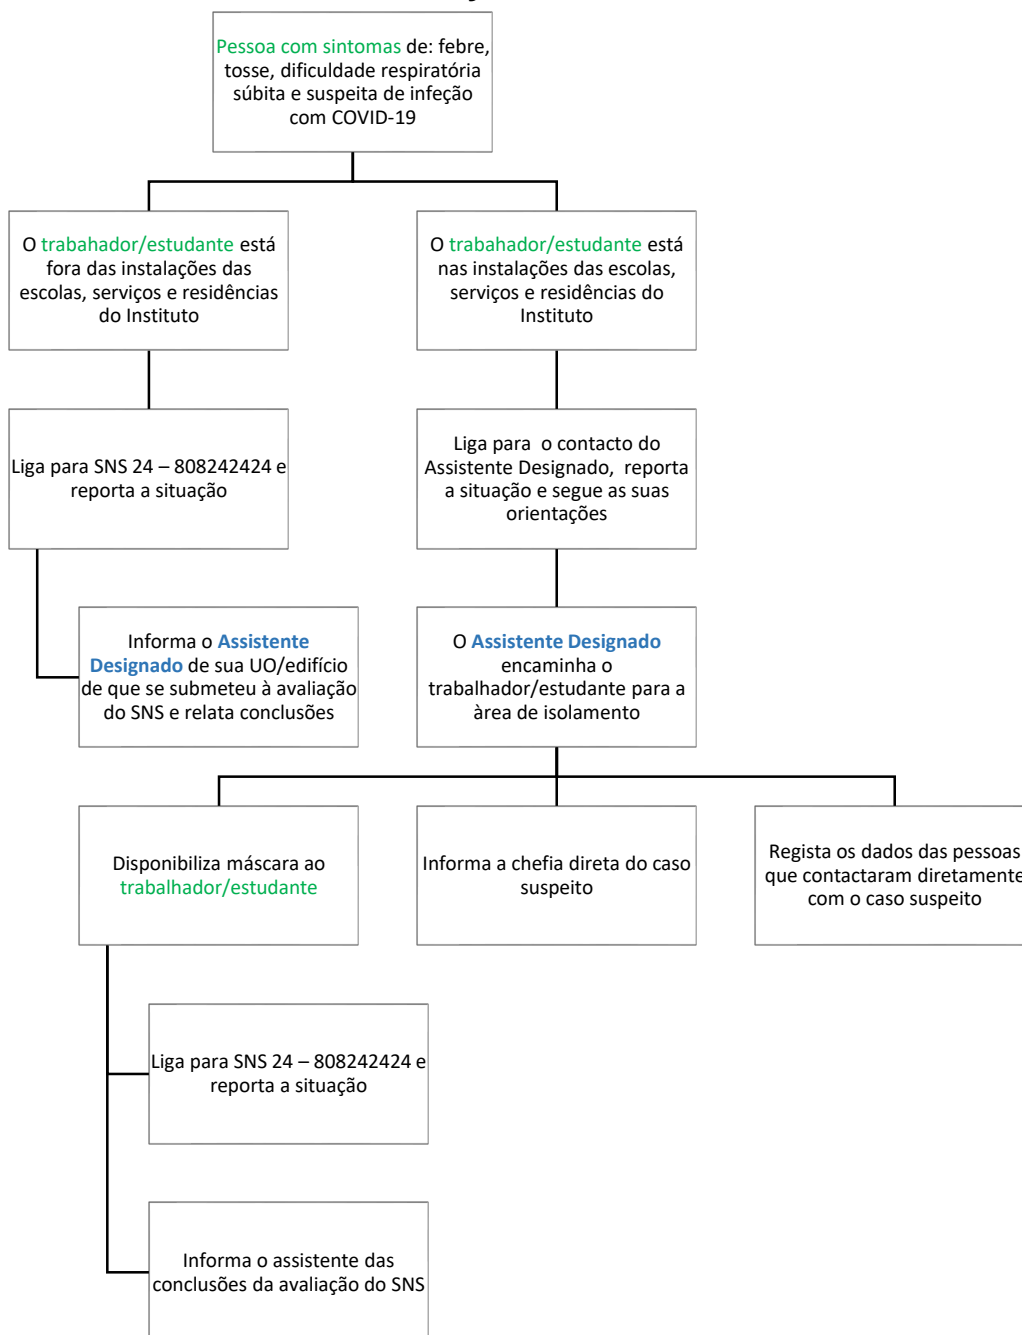 Pessoa com sintomas de: febre,
tosse, dificuldade respiratória
súbita e suspeita de infeção
com COVID-19
O trabahador/estudante está
fora das instalações das
escolas, serviços e residências
do Instituto
O trabahador/estudante está
nas instalações das escolas,
serviços e residências do
Instituto
Liga para SNS 24 – 808242424 e
reporta a situação
Liga para o contacto do
Assistente Designado, reporta
a situação e segue as suas
orientações
Informa o Assistente
Designado de sua UO/edifício
de que se submeteu à avaliação
do SNS e relata conclusões
O Assistente Designado
encaminha o
trabalhador/estudante para a
àrea de isolamento
Disponibiliza máscara ao
trabalhador/estudante
Informa a chefia direta do caso
suspeito
Regista os dados das pessoas
que contactaram diretamente
com o caso suspeito
Liga para SNS 24 – 808242424 e
reporta a situação
Informa o assistente das
conclusões da avaliação do SNS